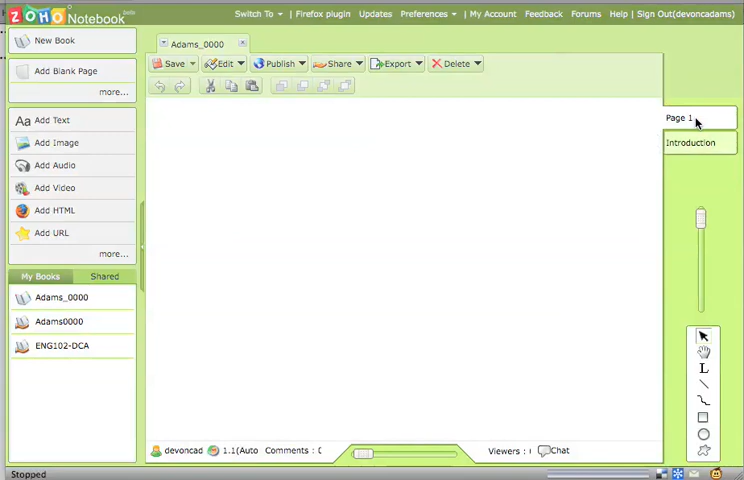 ZOHO Notebook Beta
Switch To | Firefox plugin Updates Preferences | My Account Feedback Forums Help | Sign Out(devoncadams)
New Book
Add Blank Page
more...
Aa Add Text
Add Image
Add Audio
Add Video
Add HTML
Add URL
more...
My Books Shared
Adams_0000
Adams0000
ENG102-DCA
Adams_0000
Save Edit Publish Share Export Delete
Page 1
Introduction
L
devoncad 1.1(Auto Comments : Viewers : Chat
Stopped